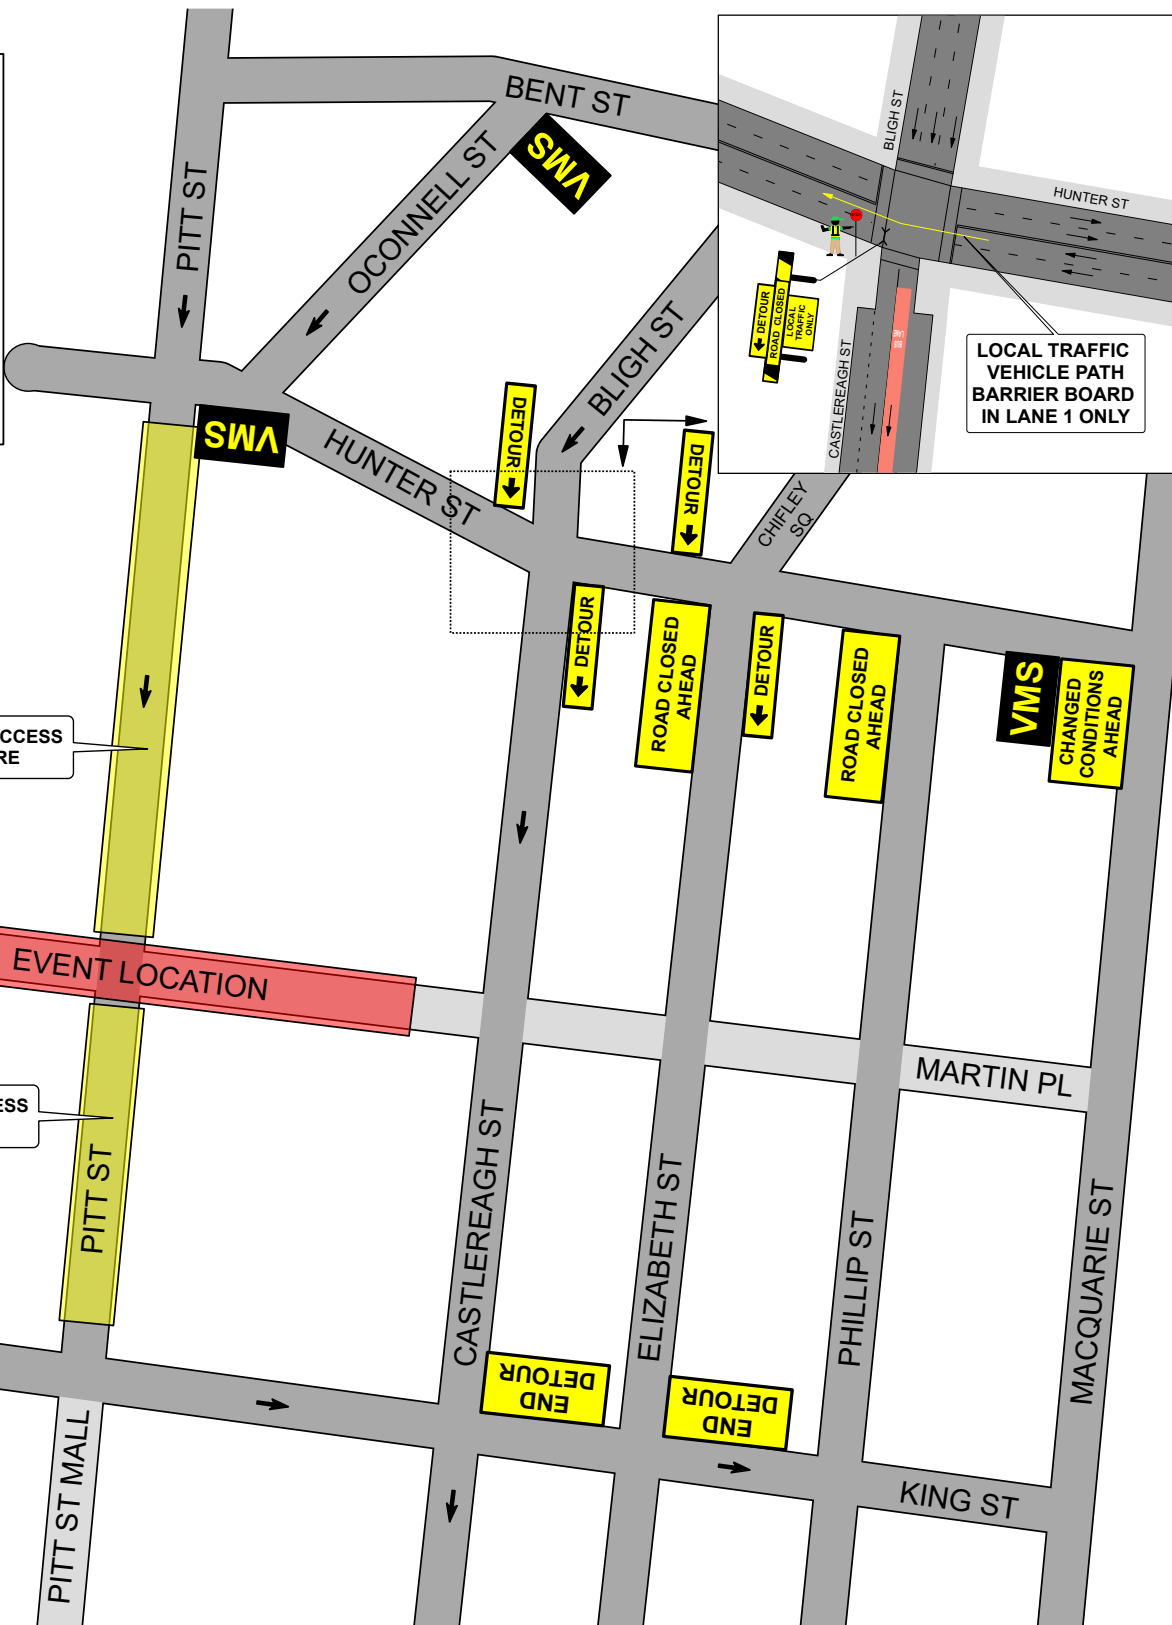 BENT ST
PITT ST
OCONNELL ST
VMS
BLIGH ST
VMS
HUNTER ST
DETOUR
DETOUR
CHIFLEY
SQ
BLIGH ST
HUNTER ST
DETOUR
ROAD CLOSED
LOCAL
TRAFFIC
ONLY
CASTLEREAGH ST
BUS
LANE
LOCAL TRAFFIC
VEHICLE PATH
BARRIER BOARD
IN LANE 1 ONLY
DETOUR
ROAD CLOSED
AHEAD
DETOUR
ROAD CLOSED
AHEAD
VMS
CHANGED
CONDITIONS
AHEAD
EVENT LOCATION
MARTIN PL
PITT ST
CASTLEREAGH ST
ELIZABETH ST
PHILLIP ST
MACQUARIE ST
END
DETOUR
END
DETOUR
KING ST
PITT ST MALL